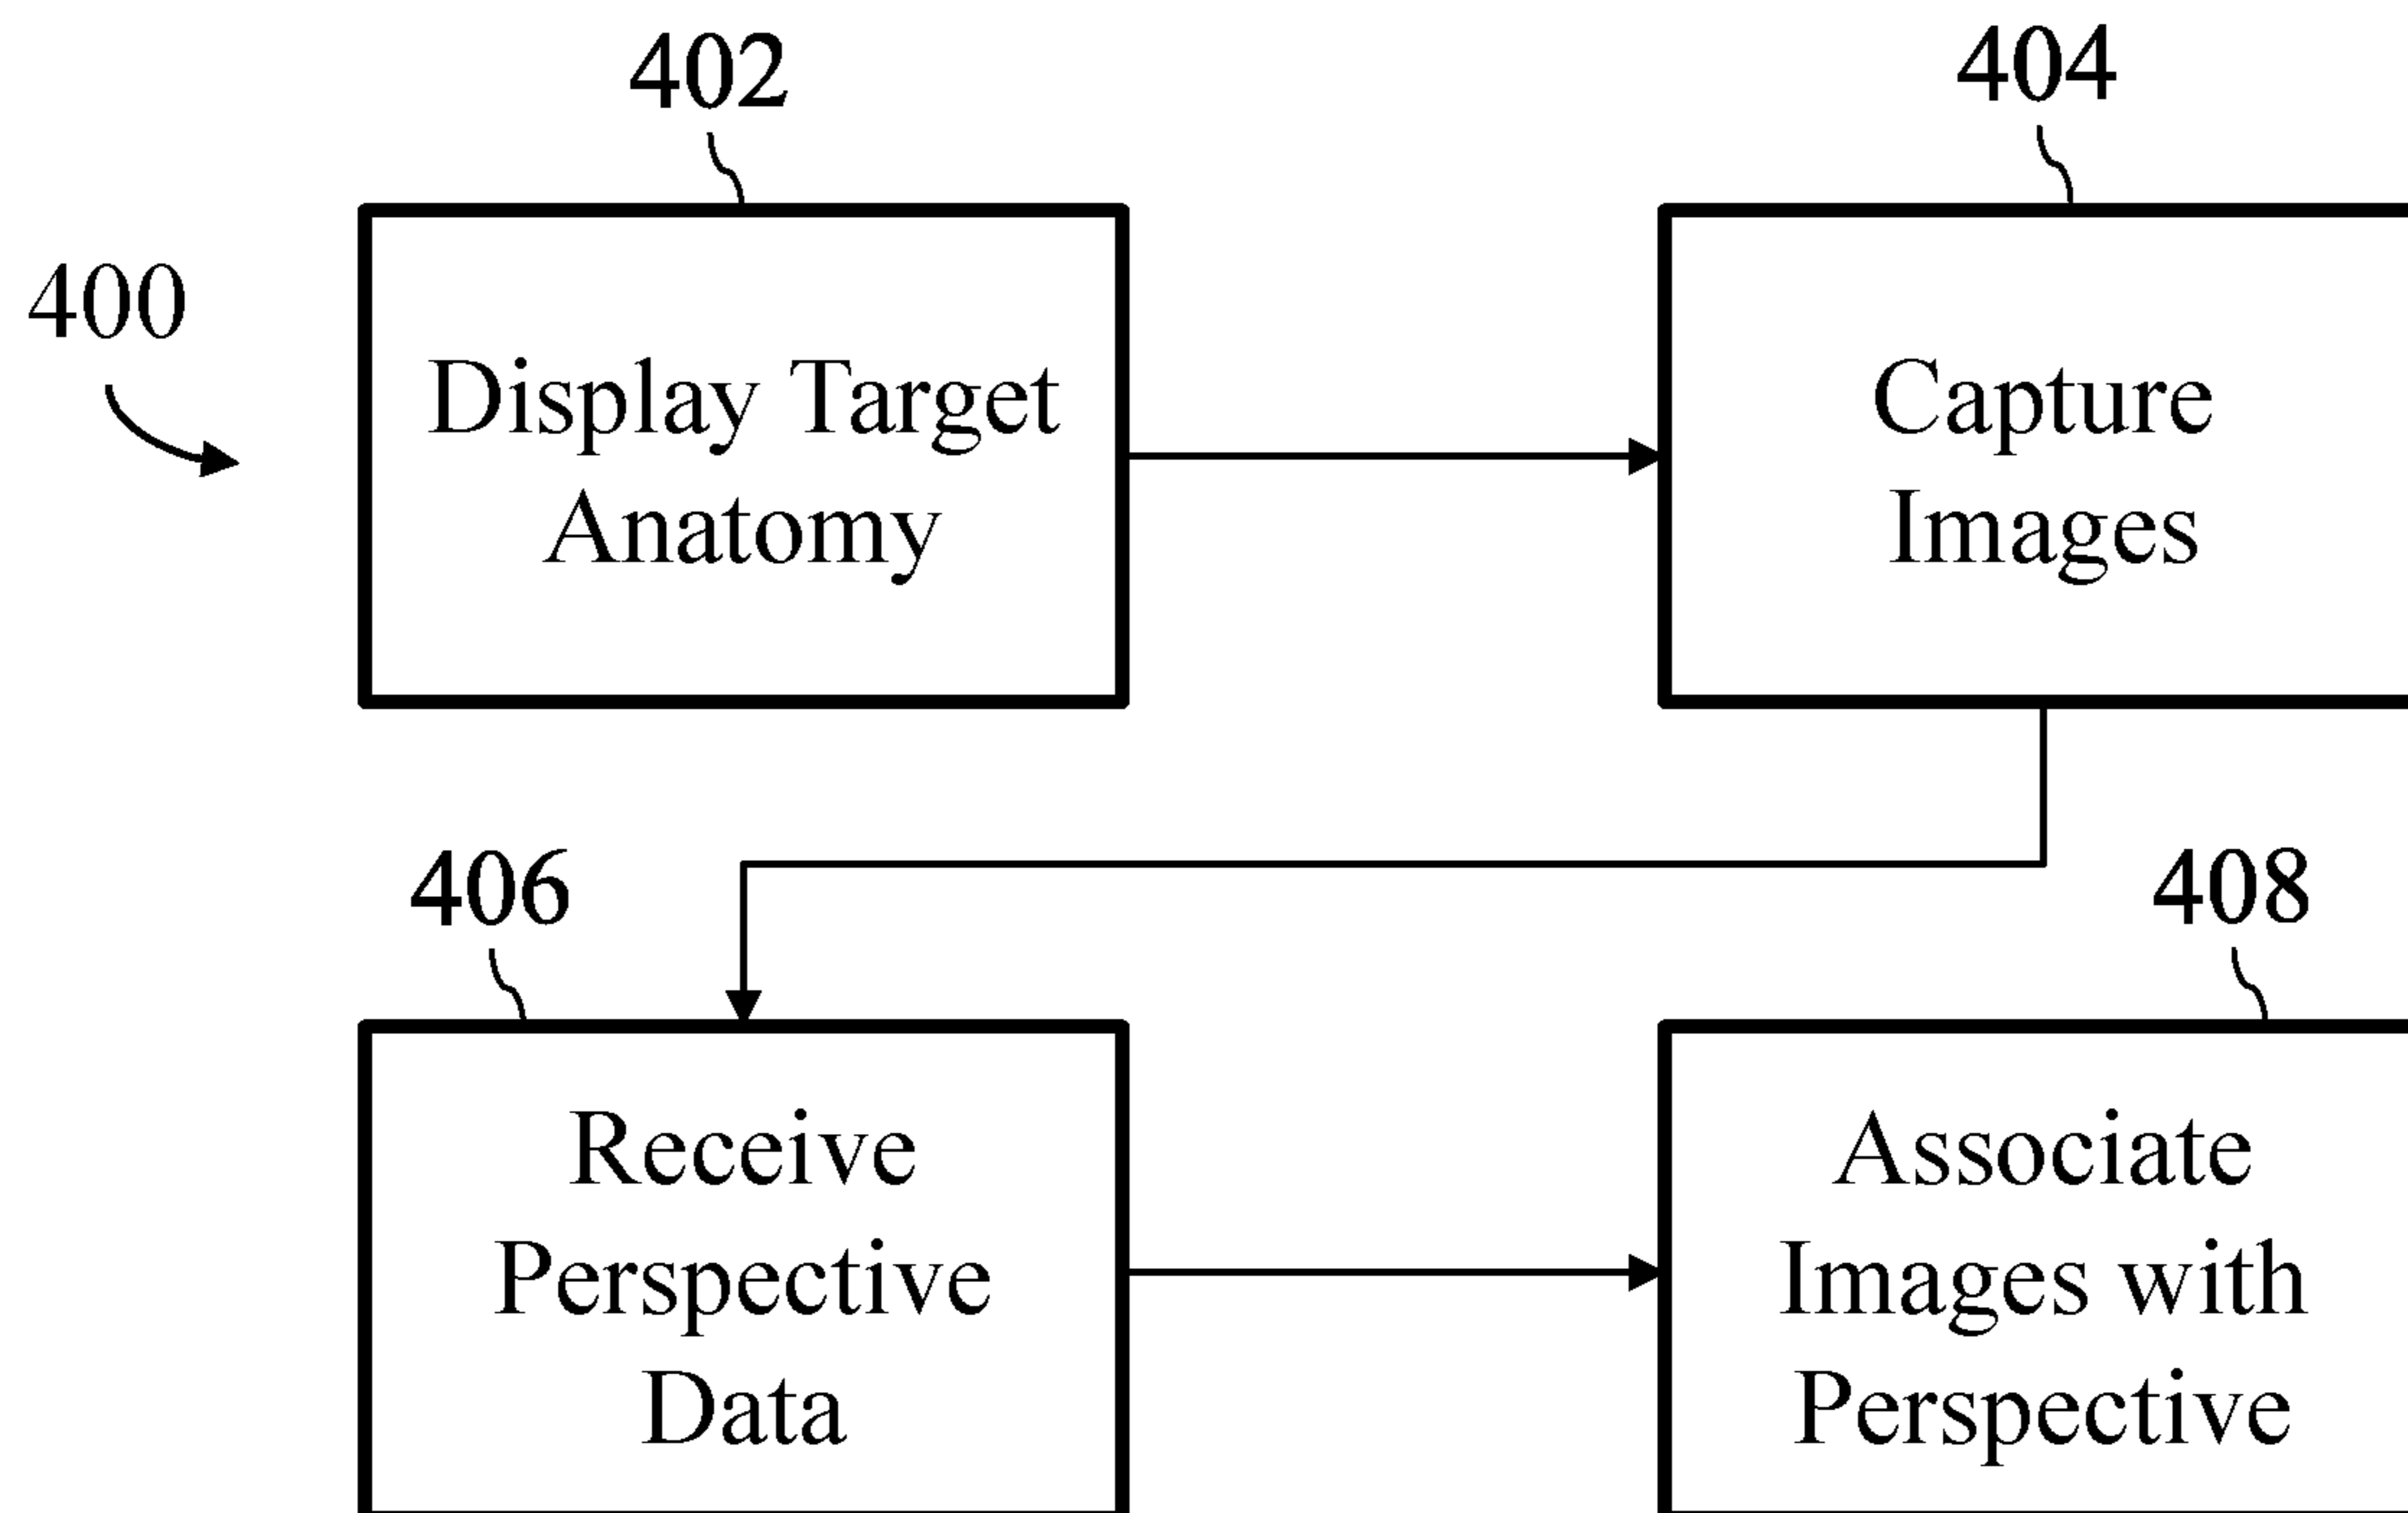 402
404
400
Display Target
Anatomy
Capture
Images
406
408
Receive
Perspective
Data
Associate
Images with
Perspective